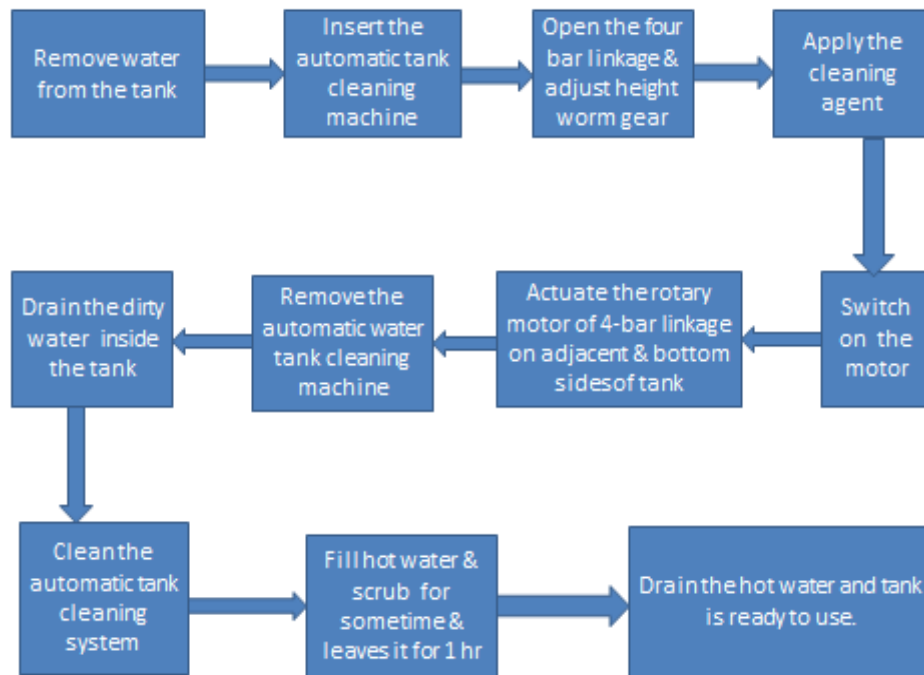 Remove water
from the tank
Insert the
automatic tank
cleaning
machine
Open the four
bar linkage &
adjust height
worm gear
Apply the
cleaning
agent
Switch
on the
motor
Actuate the rotary
motor of 4-bar linkage
on adjacent & bottom
sidesof tank
Remove the
automatic water
tank cleaning
machine
Drain the dirty
water inside
the tank
Clean the
automatic tank
cleaning
system
Fill hot water &
scrub for
sometime &
leaves it for 1 hr
Drain the hot water and tank
is ready to use.